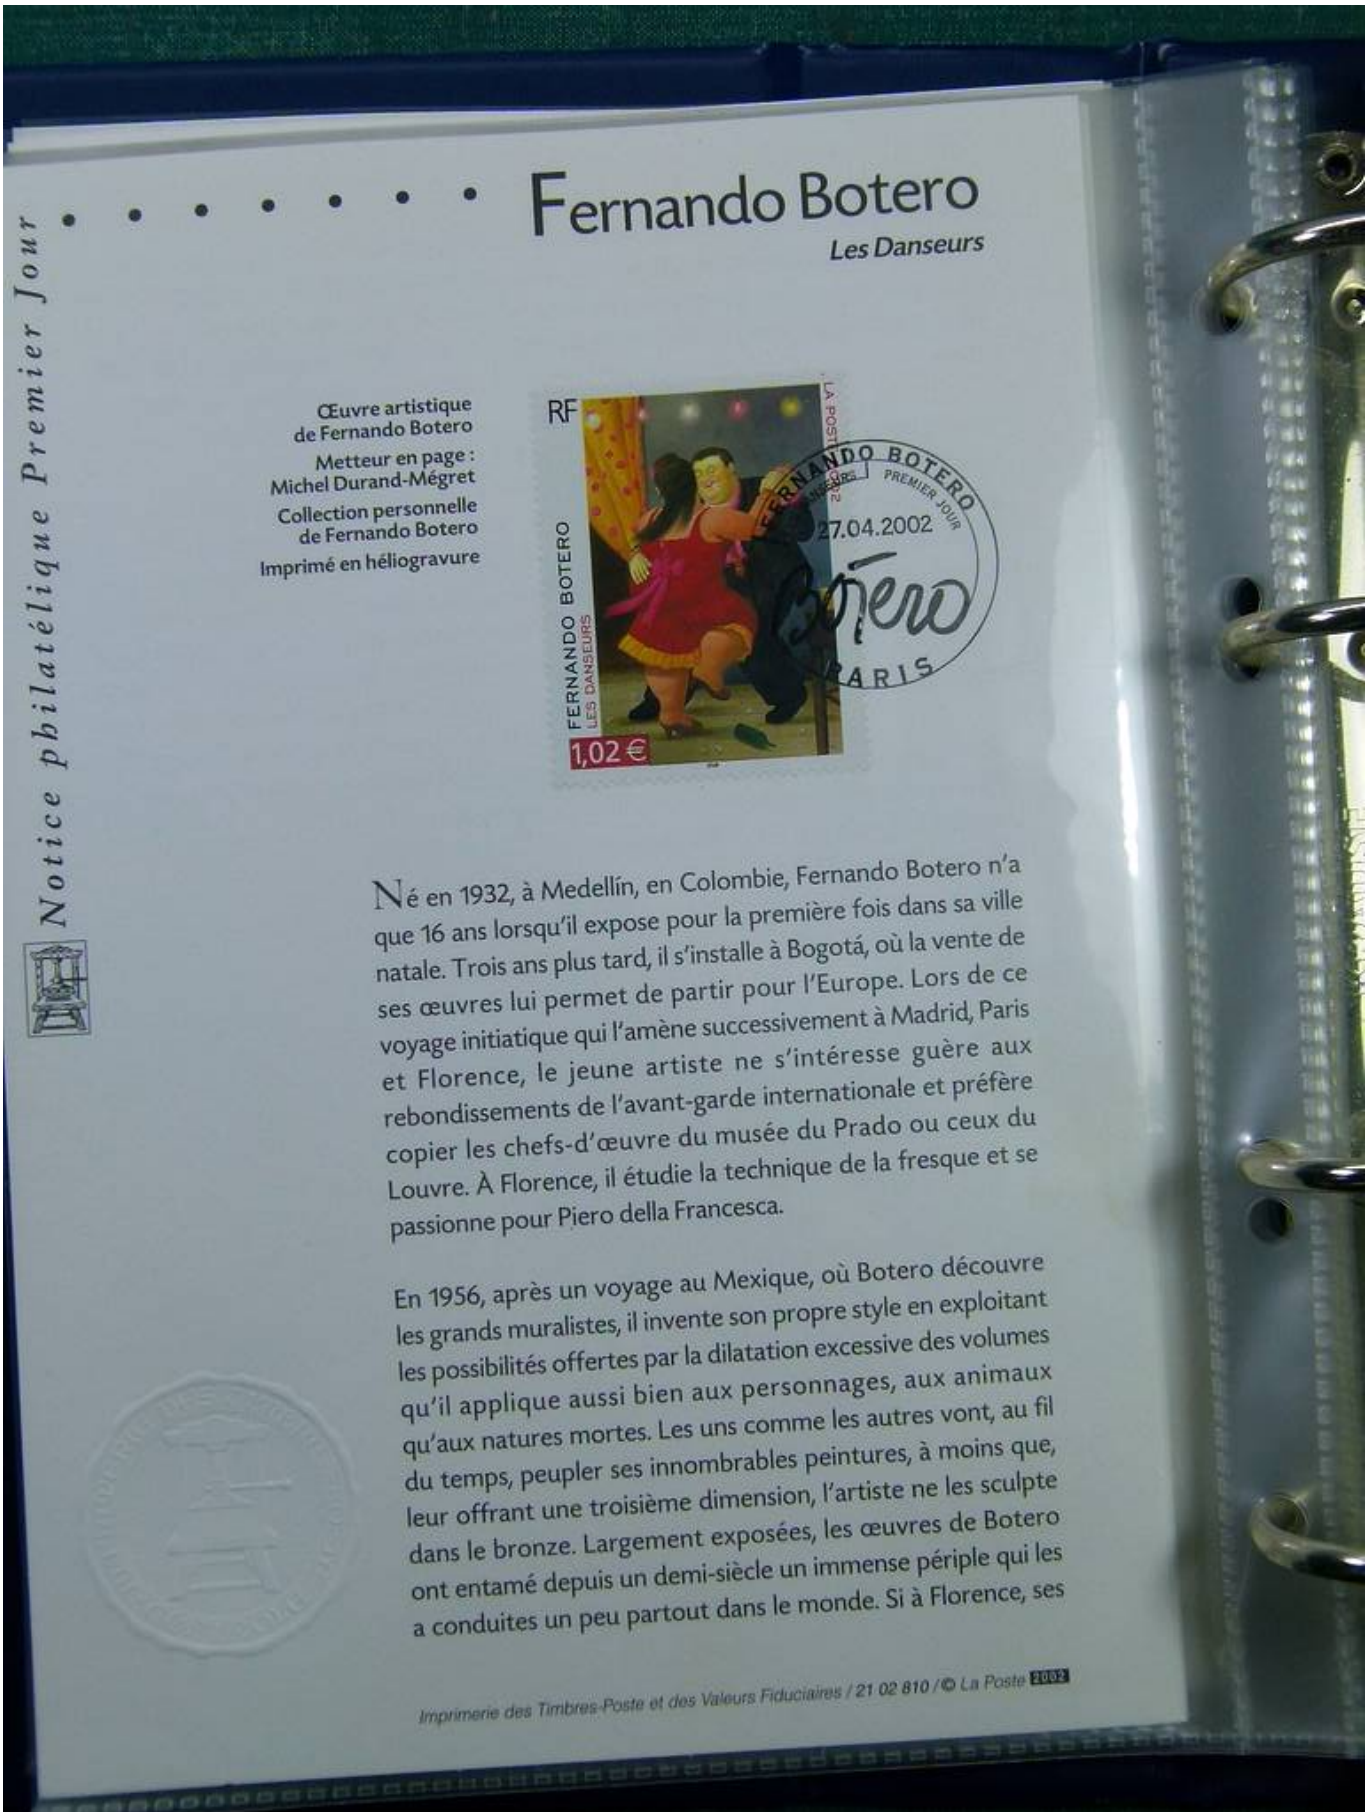 Fernando Botero
Les Danseurs
Notice philatélique Premier Jour
Œuvre artistique
de Fernando Botero
Metteur en page :
Michel Durand-Mégret
Collection personnelle
de Fernando Botero
Imprimé en héliogravure
RF
LA POSTE 2002
FERNANDO BOTERO
LES DANSEURS
1,02 €
FERNANDO BOTERO
PREMIER JOUR
27.04.2002
Botero
PARIS
Né en 1932, à Medellín, en Colombie, Fernando Botero n'a
que 16 ans lorsqu'il expose pour la première fois dans sa ville
natale. Trois ans plus tard, il s'installe à Bogotá, où la vente de
ses œuvres lui permet de partir pour l'Europe. Lors de ce
voyage initiatique qui l'amène successivement à Madrid, Paris
et Florence, le jeune artiste ne s'intéresse guère aux
rebondissements de l'avant-garde internationale et préfère
copier les chefs-d'œuvre du musée du Prado ou ceux du
Louvre. À Florence, il étudie la technique de la fresque et se
passionne pour Piero della Francesca.
En 1956, après un voyage au Mexique, où Botero découvre
les grands muralistes, il invente son propre style en exploitant
les possibilités offertes par la dilatation excessive des volumes
qu'il applique aussi bien aux personnages, aux animaux
qu'aux natures mortes. Les uns comme les autres vont, au fil
du temps, peupler ses innombrables peintures, à moins que,
leur offrant une troisième dimension, l'artiste ne les sculpte
dans le bronze. Largement exposées, les œuvres de Botero
ont entamé depuis un demi-siècle un immense périple qui les
a conduites un peu partout dans le monde. Si à Florence, ses
Imprimerie des Timbres-Poste et des Valeurs Fiduciaires / 21 02 810 / © La Poste 2002